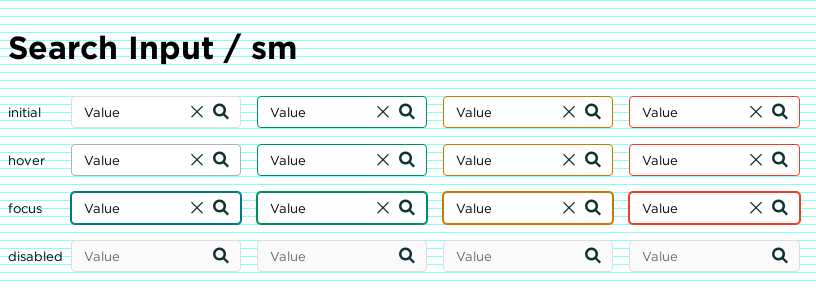 Search Input / sm
initial Value Value Value Value
hover Value Value Value Value
focus Value Value Value Value
disabled Value Value Value Value